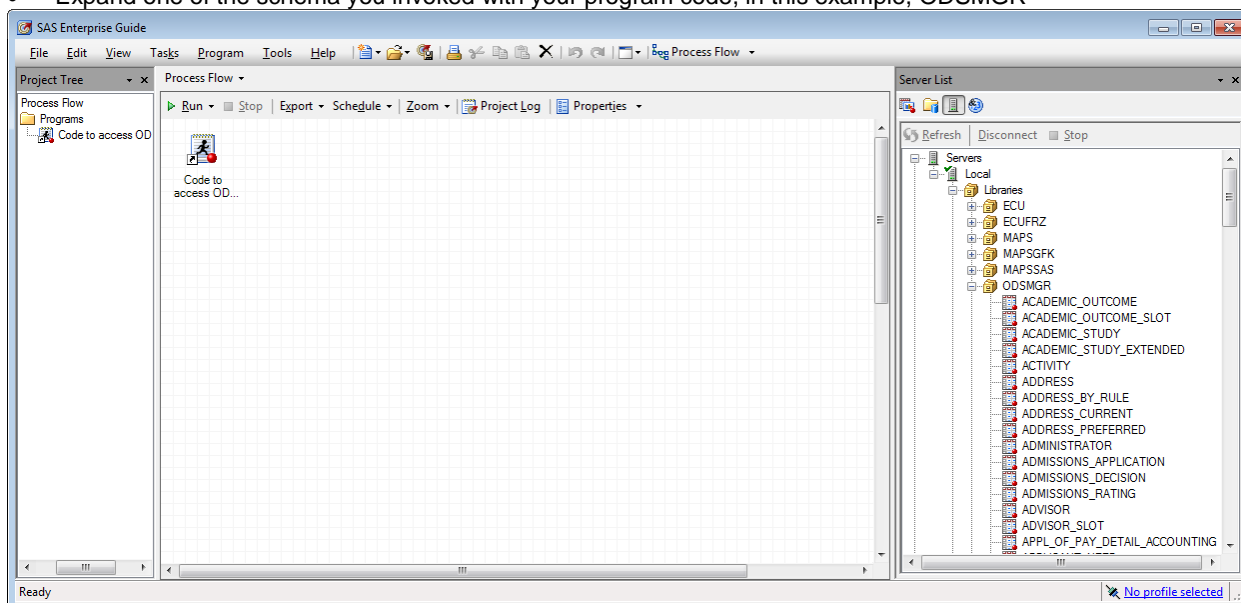 Expand one of the schema you invoked with your program code, in this example, ODSMGR
SAS Enterprise Guide
File Edit View Tasks Program Tools Help Process Flow
Project Tree
Process Flow
Programs
Code to access OD
Process Flow
Run Stop Export Schedule Zoom Project Log Properties
Code to
access OD...
Server List
Refresh Disconnect Stop
Servers
Local
Libraries
ECU
ECUFRZ
MAPS
MAPSGFK
MAPSSAS
ODSMGR
ACADEMIC_OUTCOME
ACADEMIC_OUTCOME_SLOT
ACADEMIC_STUDY
ACADEMIC_STUDY_EXTENDED
ACTIVITY
ADDRESS
ADDRESS_BY_RULE
ADDRESS_CURRENT
ADDRESS_PREFERRED
ADMINISTRATOR
ADMISSIONS_APPLICATION
ADMISSIONS_DECISION
ADMISSIONS_RATING
ADVISOR
ADVISOR_SLOT
APPL_OF_PAY_DETAIL_ACCOUNTING
Ready
No profile selected